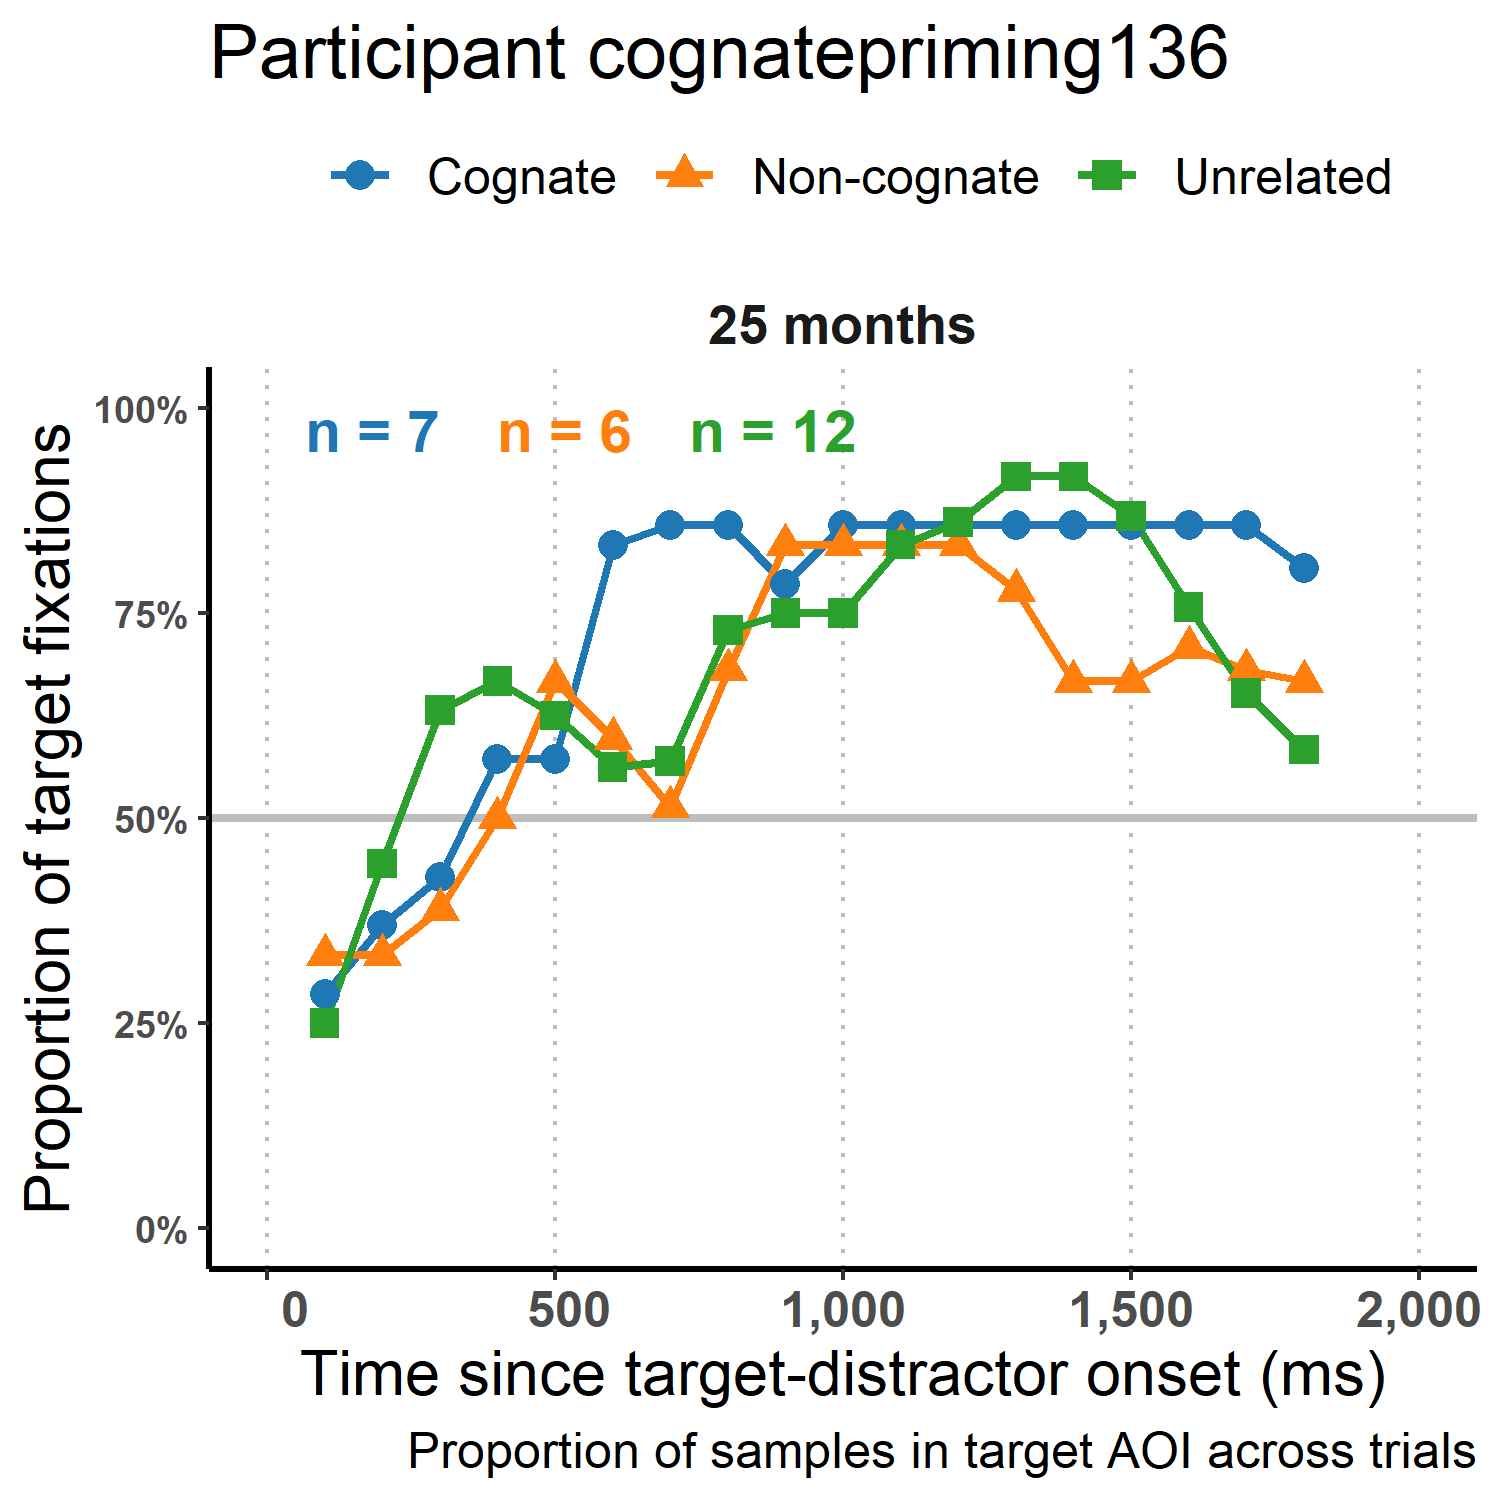 Participant cognatepriming136
Cognate Non-cognate Unrelated
25 months
n = 7 n = 6 n = 12
Proportion of target fixations
100%
75%
50%
25%
0%
0 500 1,000 1,500 2,000
Time since target-distractor onset (ms)
Proportion of samples in target AOI across trials